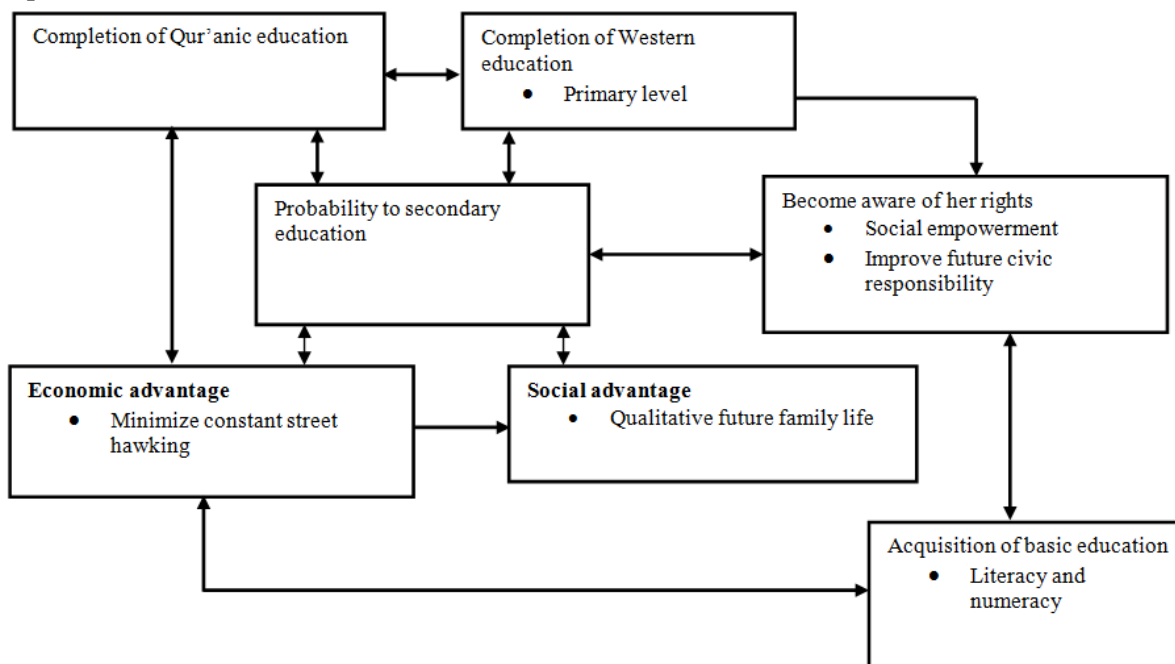 Completion of Qur’anic education
Completion of Western
education
• Primary level
Probability to secondary
education
Become aware of her rights
• Social empowerment
• Improve future civic
responsibility
Economic advantage
• Minimize constant street
hawking
Social advantage
• Qualitative future family life
Acquisition of basic education
• Literacy and
numeracy